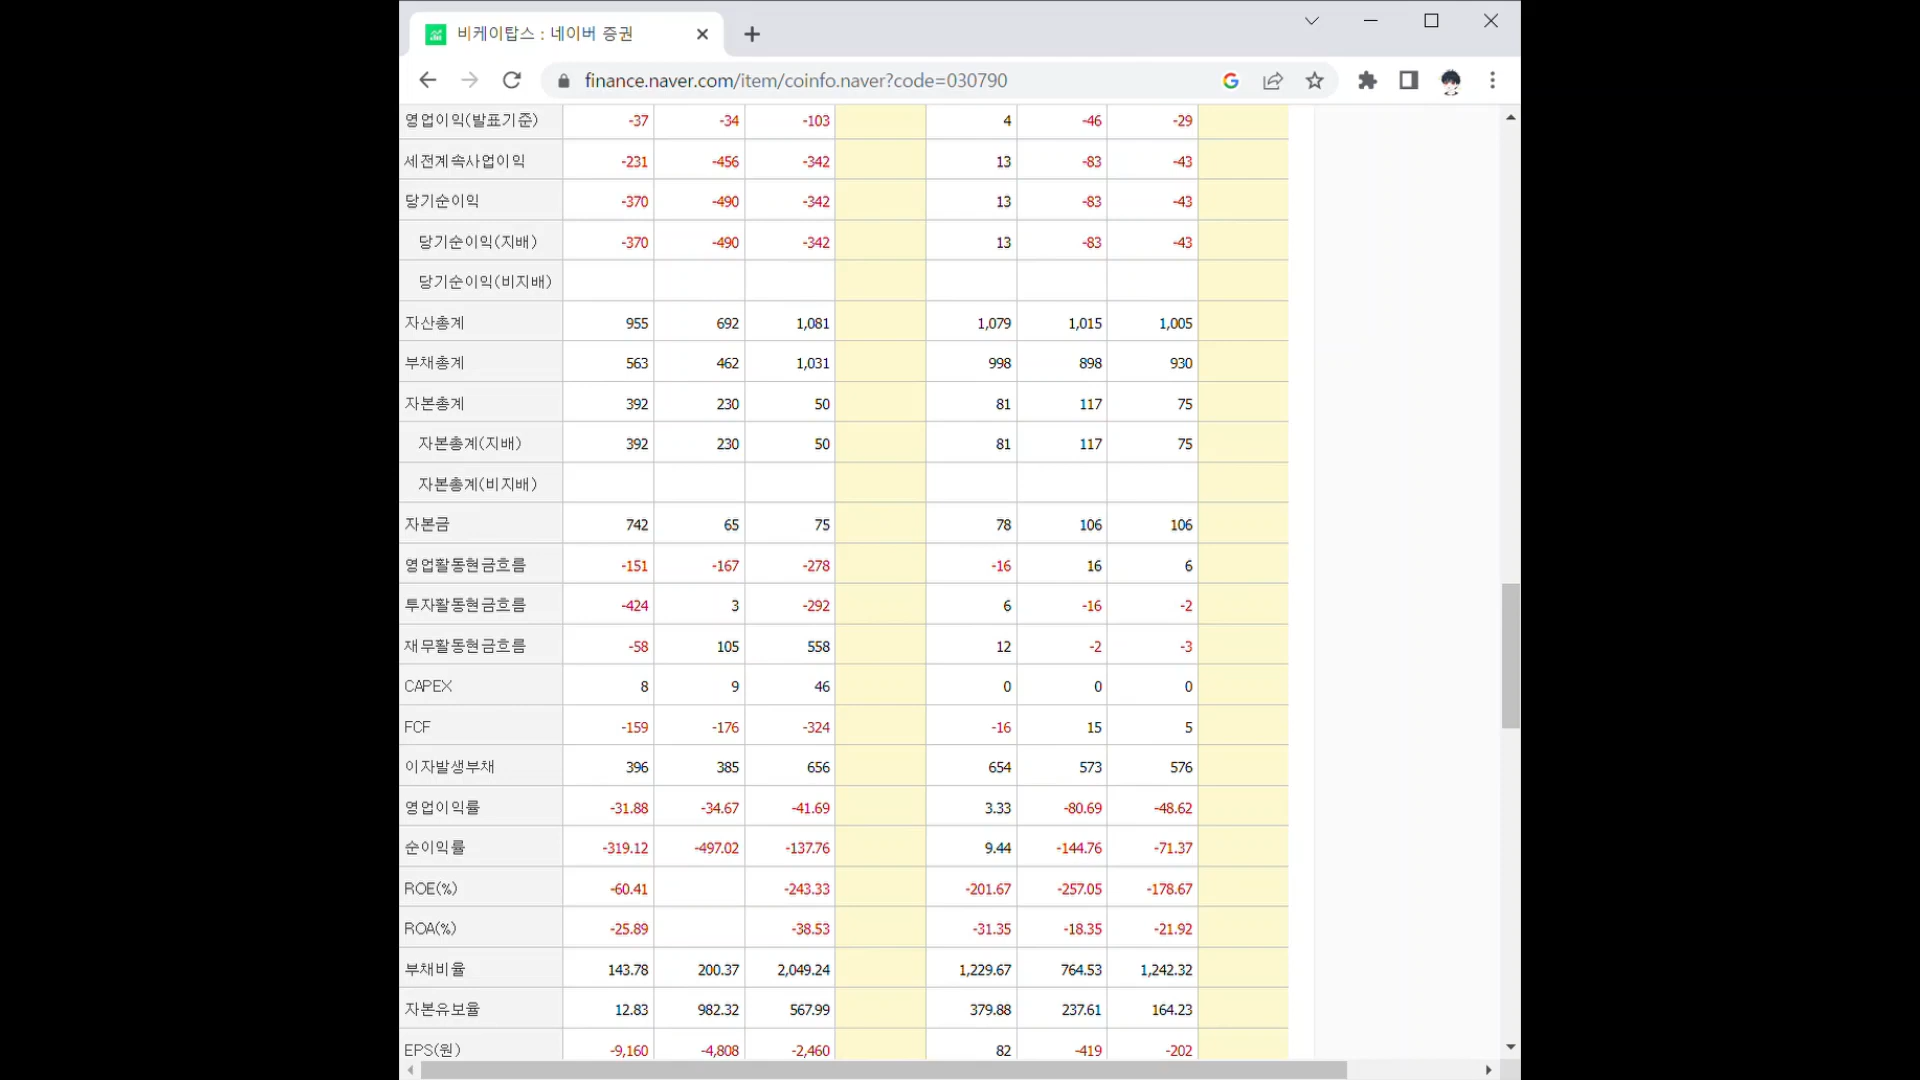 비케이탑스 : 네이버 증권
finance.naver.com/item/coinfo.naver?code=030790
영업이익(발표기준) -37 -34 -103 4 -46 -29
세전계속사업이익 -231 -456 -342 13 -83 -43
당기순이익 -370 -490 -342 13 -83 -43
당기순이익(지배) -370 -490 -342 13 -83 -43
당기순이익(비지배)
자산총계 955 692 1,081 1,079 1,015 1,005
부채총계 563 462 1,031 998 898 930
자본총계 392 230 50 81 117 75
자본총계(지배) 392 230 50 81 117 75
자본총계(비지배)
자본금 742 65 75 78 106 106
영업활동현금흐름 -151 -167 -278 -16 16 6
투자활동현금흐름 -424 3 -292 6 -16 -2
재무활동현금흐름 -58 105 558 12 -2 -3
CAPEX 8 9 46 0 0 0
FCF -159 -176 -324 -16 15 5
이자발생부채 396 385 656 654 573 576
영업이익률 -31.88 -34.67 -41.69 3.33 -80.69 -48.62
순이익률 -319.12 -497.02 -137.76 9.44 -144.76 -71.37
ROE(%) -60.41 -243.33 -201.67 -257.05 -178.67
ROA(%) -25.89 -38.53 -31.35 -18.35 -21.92
부채비율 143.78 200.37 2,049.24 1,229.67 764.53 1,242.32
자본유보율 12.83 982.32 567.99 379.88 237.61 164.23
EPS(원) -9,160 -4,808 -2,460 82 -419 -202